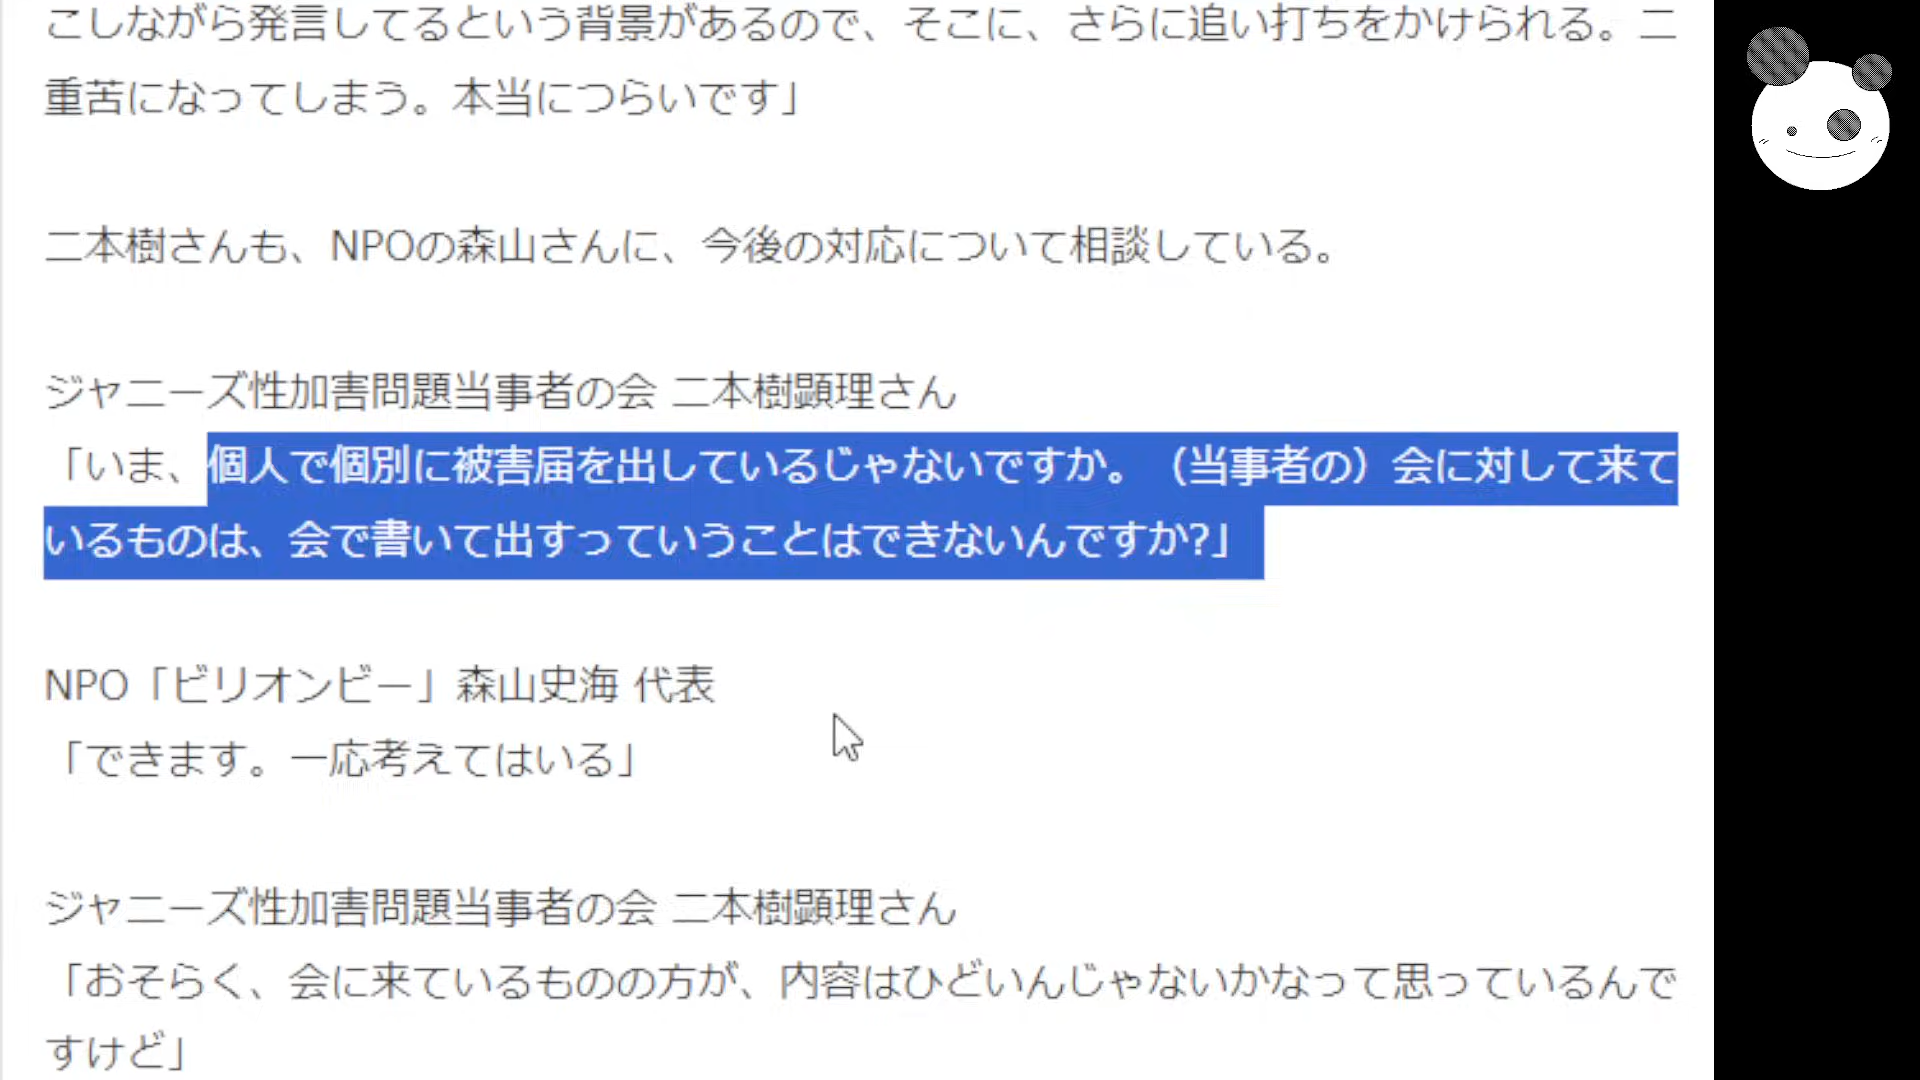 こしながら発言してるという背景があるので、そこに、さらに追い打ちをかけられる。二
重苦になってしまう。本当につらいです」
二本樹さんも、NPOの森山さんに、今後の対応について相談している。
ジャニーズ性加害問題当事者の会 二本樹顕理さん
「いま、個人で個別に被害届を出しているじゃないですか。（当事者の）会に対して来て
いるものは、会で書いて出すっていうことはできないんですか?」
NPO「ビリオンビー」森山史海 代表
「できます。一応考えてはいる」
ジャニーズ性加害問題当事者の会 二本樹顕理さん
「おそらく、会に来ているものの方が、内容はひどいんじゃないかなって思っているんで
すけど」